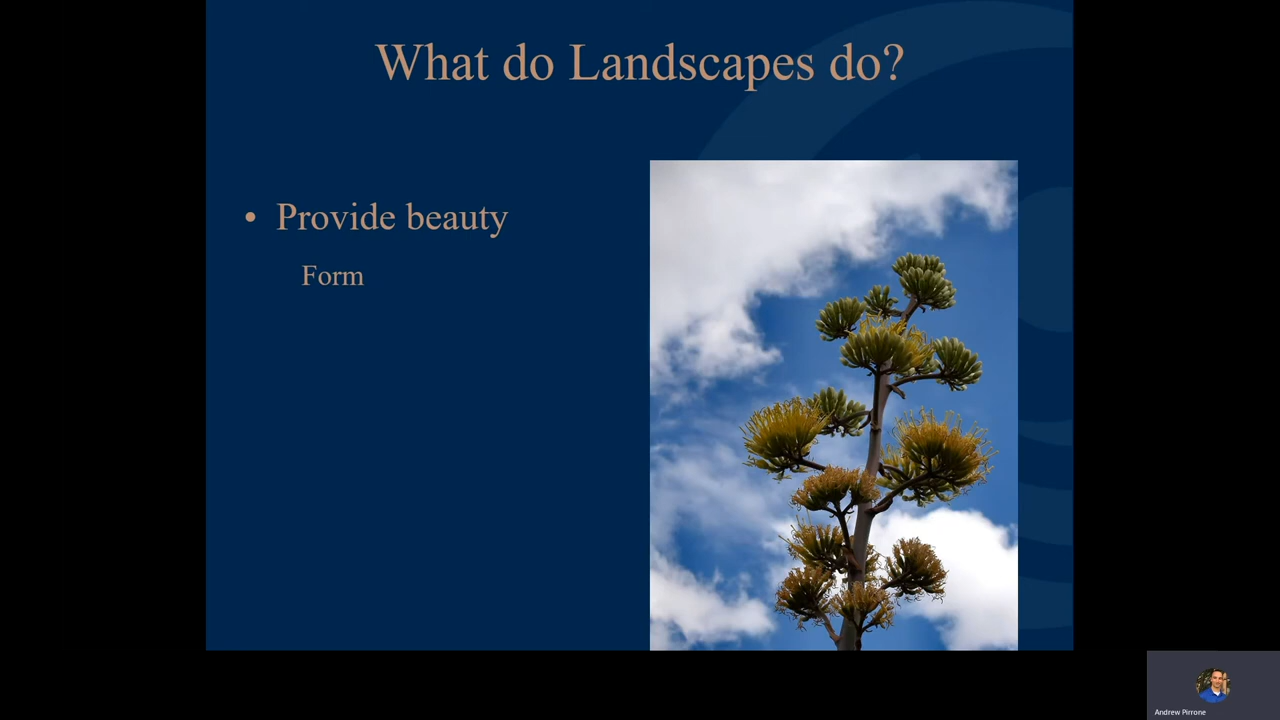 What do Landscapes do?
• Provide beauty
Form
Andrew Pirrone